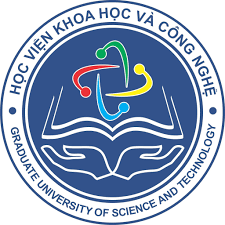 HỌC VIỆN KHOA HỌC VÀ CÔNG NGHỆ
GRADUATE UNIVERSITY OF SCIENCE AND TECHNOLOGY